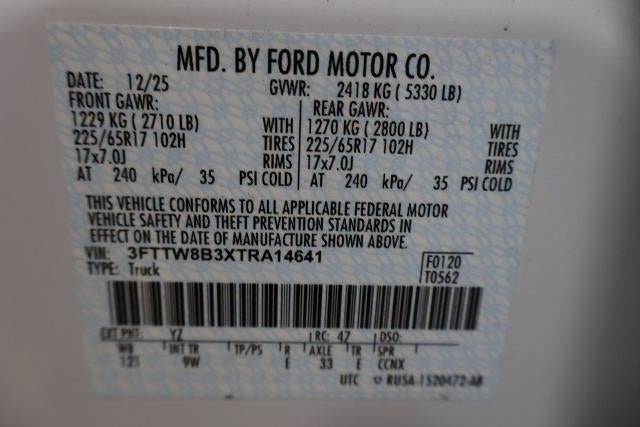 MFD. BY FORD MOTOR CO.
DATE: 12/25 GVWR: 2418 KG ( 5330 LB)
FRONT GAWR: REAR GAWR:
1229 KG ( 2710 LB) WITH 1270 KG ( 2800 LB) WITH
225/65R17 102H TIRES 225/65R17 102H TIRES
17x7.0J RIMS 17x7.0J RIMS
AT 240 kPa/ 35 PSI COLD AT 240 kPa/ 35 PSI COLD
THIS VEHICLE CONFORMS TO ALL APPLICABLE FEDERAL MOTOR
VEHICLE SAFETY AND THEFT PREVENTION STANDARDS IN
EFFECT ON THE DATE OF MANUFACTURE SHOWN ABOVE.
VIN: 3FTTW8B3XTRA14641 F0120
TYPE: Truck T0562
EXT PNT: YZ RC: 47 DSO:
WB INT TR TP/PS R AXLE TR SPR
121 9W E 33 E CCNX
UTC RUSA-1520472-AB